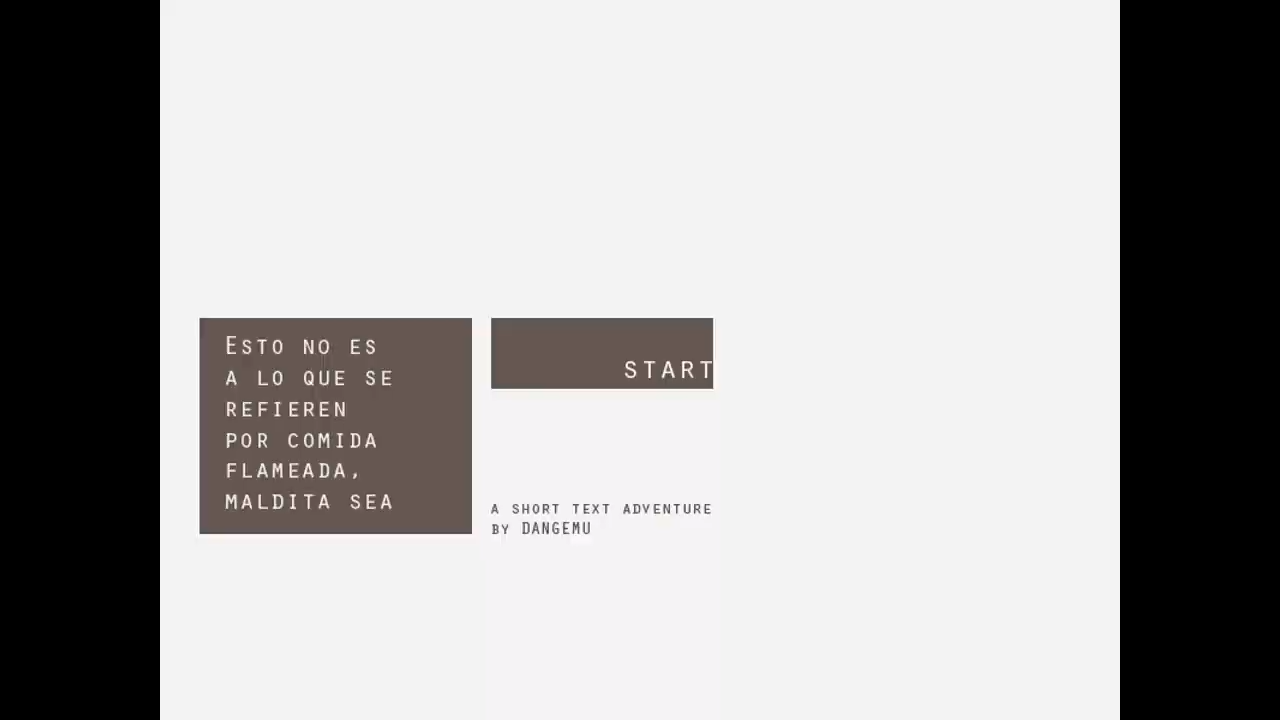 Esto no es
a lo que se
refieren
por comida
flameada,
maldita sea
START
A SHORT TEXT ADVENTURE
BY DANGEMU